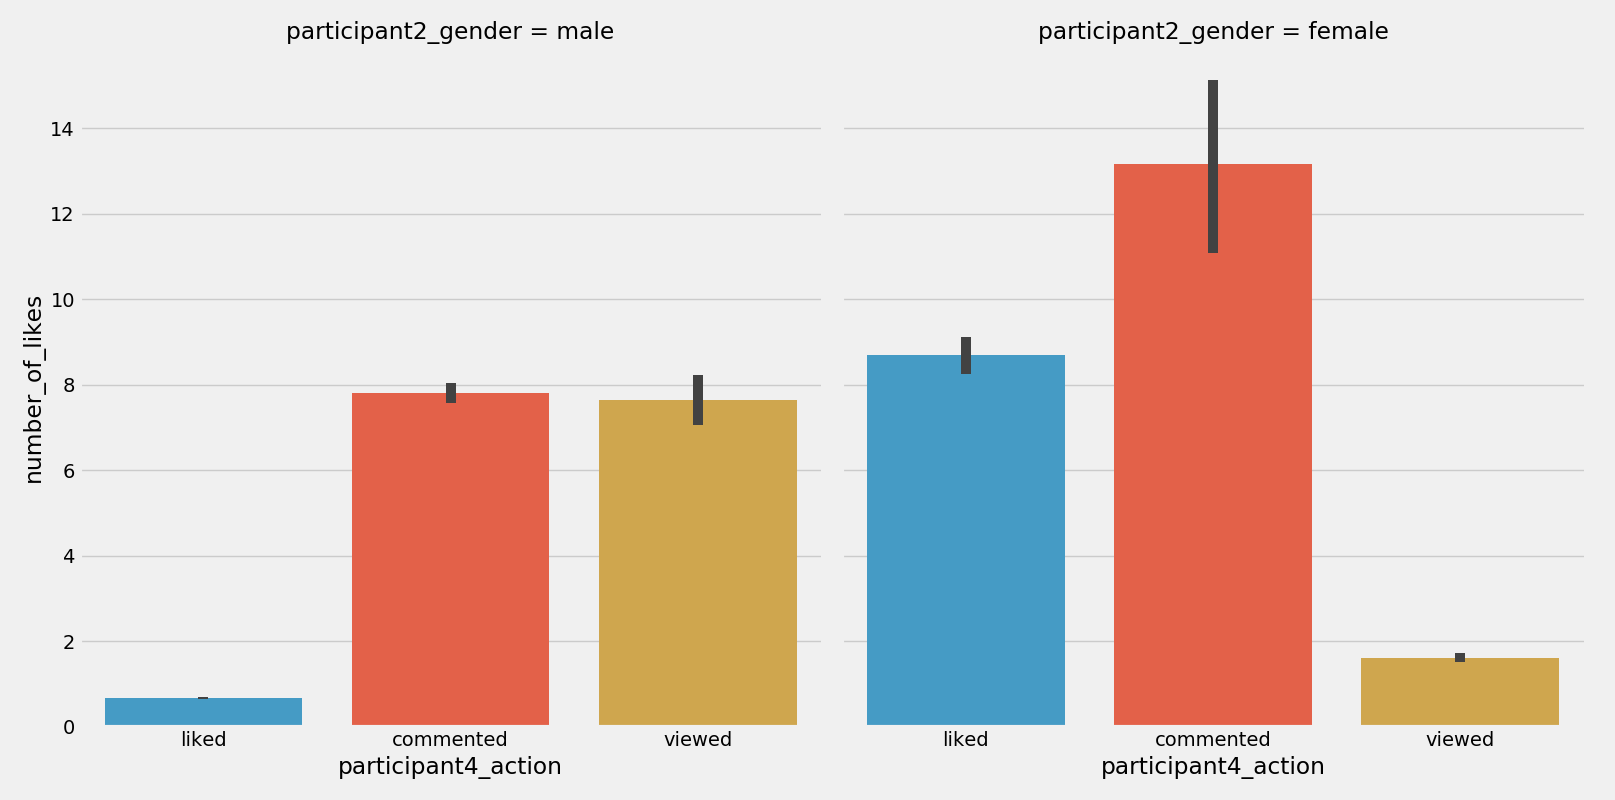 participant2_gender = male
participant2_gender = female
number_of_likes
14
12
10
8
6
4
2
0
liked
commented
viewed
liked
commented
viewed
participant4_action
participant4_action